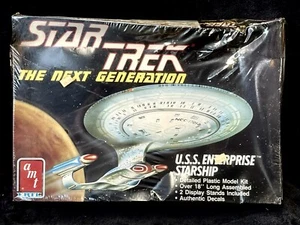 STAR TREK
THE NEXT GENERATION
U.S.S. ENTERPRISE™
STARSHIP
• Detailed Plastic Model Kit
• Over 18" Long Assembled
• 2 Display Stands Included
• Authentic Decals
amt